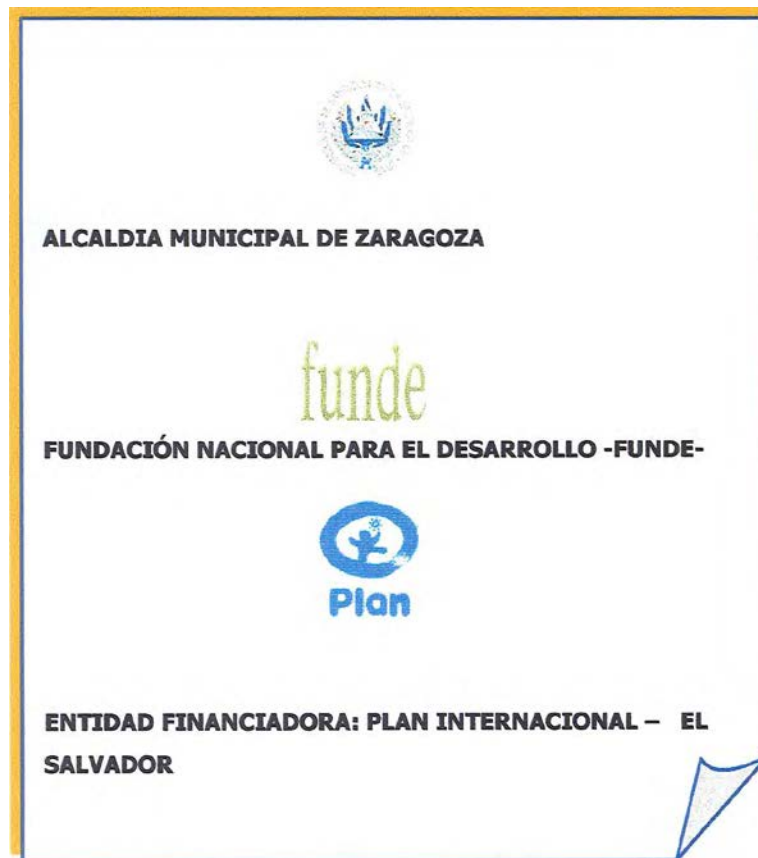 ALCALDIA MUNICIPAL DE ZARAGOZA
funde
FUNDACIÓN NACIONAL PARA EL DESARROLLO -FUNDE-
Plan
ENTIDAD FINANCIADORA: PLAN INTERNACIONAL – EL
SALVADOR